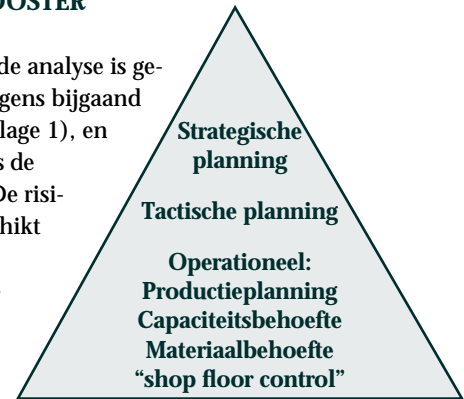 OOSTER
de analyse is ge-
gens bijgaand
lage 1), en
s de
De risi-
hikt
Strategische
planning
Tactische planning
Operationeel:
Productieplanning
Capaciteitsbehoefte
Materiaalbehoefte
“shop floor control”